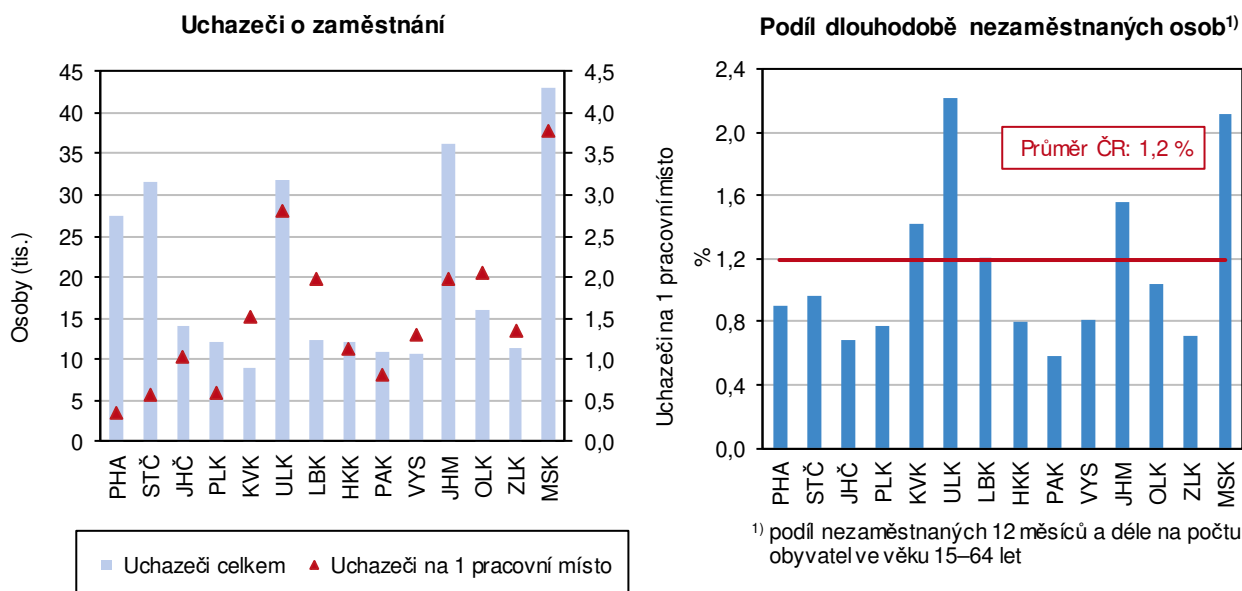 Uchazeči o zaměstnání
45
40
35
30
25
20
15
10
5
0
Osoby (tis.)
4,5
4,0
3,5
3,0
2,5
2,0
1,5
1,0
0,5
0,0
Uchazeči na 1 pracovní místo
PHA
STČ
JHČ
PLK
KVK
ULK
LBK
HKK
PAK
VYS
JHM
OLK
ZLK
MSK
Uchazeči celkem
Uchazeči na 1 pracovní místo
Podíl dlouhodobě nezaměstnaných osob1)
2,4
2,0
1,6
1,2
0,8
0,4
0,0
%
Průměr ČR: 1,2 %
PHA
STČ
JHČ
PLK
KVK
ULK
LBK
HKK
PAK
VYS
JHM
OLK
ZLK
MSK
1) podíl nezaměstnaných 12 měsíců a déle na počtu
obyvatel ve věku 15–64 let